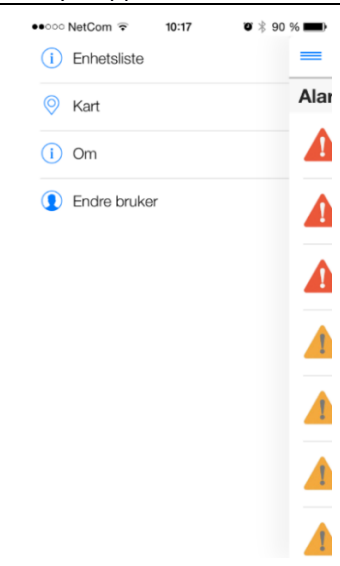 NetCom 10:17 90 %
Enhetsliste
Kart
Om
Endre bruker
Alar